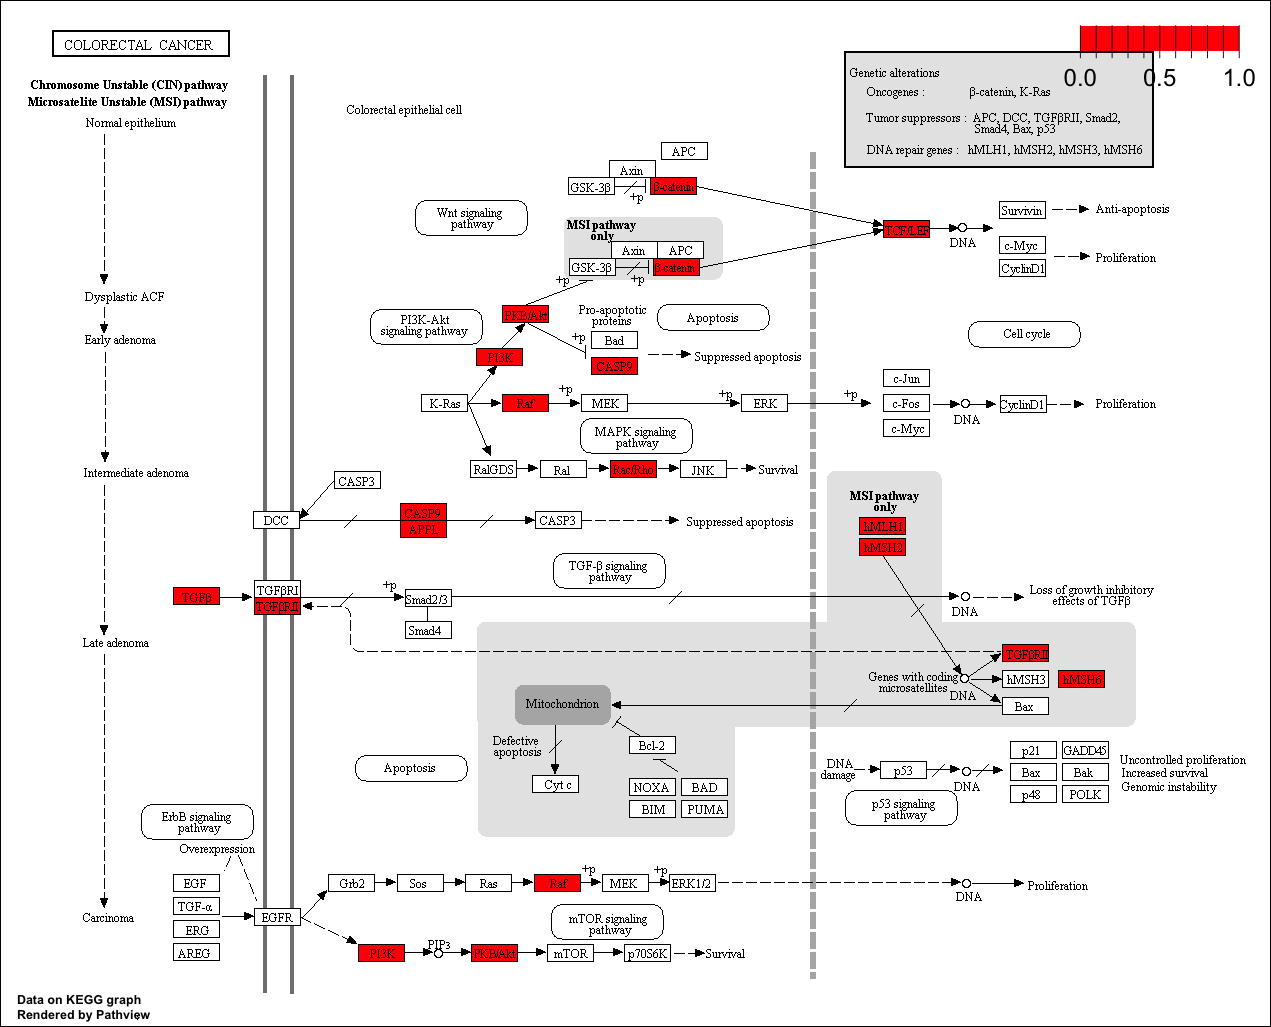 COLORECTAL CANCER
0.0 0.5 1.0
Genetic alterations
Oncogenes : β-catenin, K-Ras
Tumor suppressors : APC, DCC, TGFβRII, Smad2,
Smad4, Bax, p53
DNA repair genes : hMLH1, hMSH2, hMSH3, hMSH6
Chromosome Unstable (CIN) pathway
Microsatelite Unstable (MSI) pathway
Normal epithelium
Dysplastic ACF
Early adenoma
Intermediate adenoma
Late adenoma
Carcinoma
Colorectal epithelial cell
APC
Axin
GSK-3β
+p
β-catenin
Wnt signaling
pathway
MSI pathway
only
Axin
APC
GSK-3β
+p
β-catenin
+p
TCF/LEF
DNA
Survivin
Anti-apoptosis
c-Myc
CyclinD1
Proliferation
PI3K-Akt
signaling pathway
PKB/Akt
PI3K
Pro-apoptotic
proteins
+p
Bad
CASP9
Suppressed apoptosis
Apoptosis
Cell cycle
K-Ras
Raf
+p
MEK
+p
ERK
+p
c-Jun
c-Fos
c-Myc
DNA
CyclinD1
Proliferation
MAPK signaling
pathway
RalGDS
Ral
Rac/Rho
JNK
Survival
CASP3
DCC
CASP9
APPL
CASP3
Suppressed apoptosis
MSI pathway
only
hMLH1
hMSH2
TGF-β signaling
pathway
TGFβ
TGFβRI
TGFβRII
+p
Smad2/3
Smad4
DNA
Loss of growth inhibitory
effects of TGFβ
Genes with coding
microsatellites
DNA
TGFβRII
hMSH3
hMSH6
Bax
Mitochondrion
Defective
apoptosis
Cyt c
Bcl-2
NOXA
BAD
BIM
PUMA
Apoptosis
DNA
damage
p53
DNA
p21
GADD45
Bax
Bak
p48
POLK
Uncontrolled proliferation
Increased survival
Genomic instability
p53 signaling
pathway
ErbB signaling
pathway
Overexpression
EGF
TGF-α
ERG
AREG
EGFR
Grb2
Sos
Ras
Raf
+p
MEK
+p
ERK1/2
DNA
Proliferation
mTOR signaling
pathway
PI3K
PIP3
PKB/Akt
mTOR
p70S6K
Survival
Data on KEGG graph
Rendered by Pathview